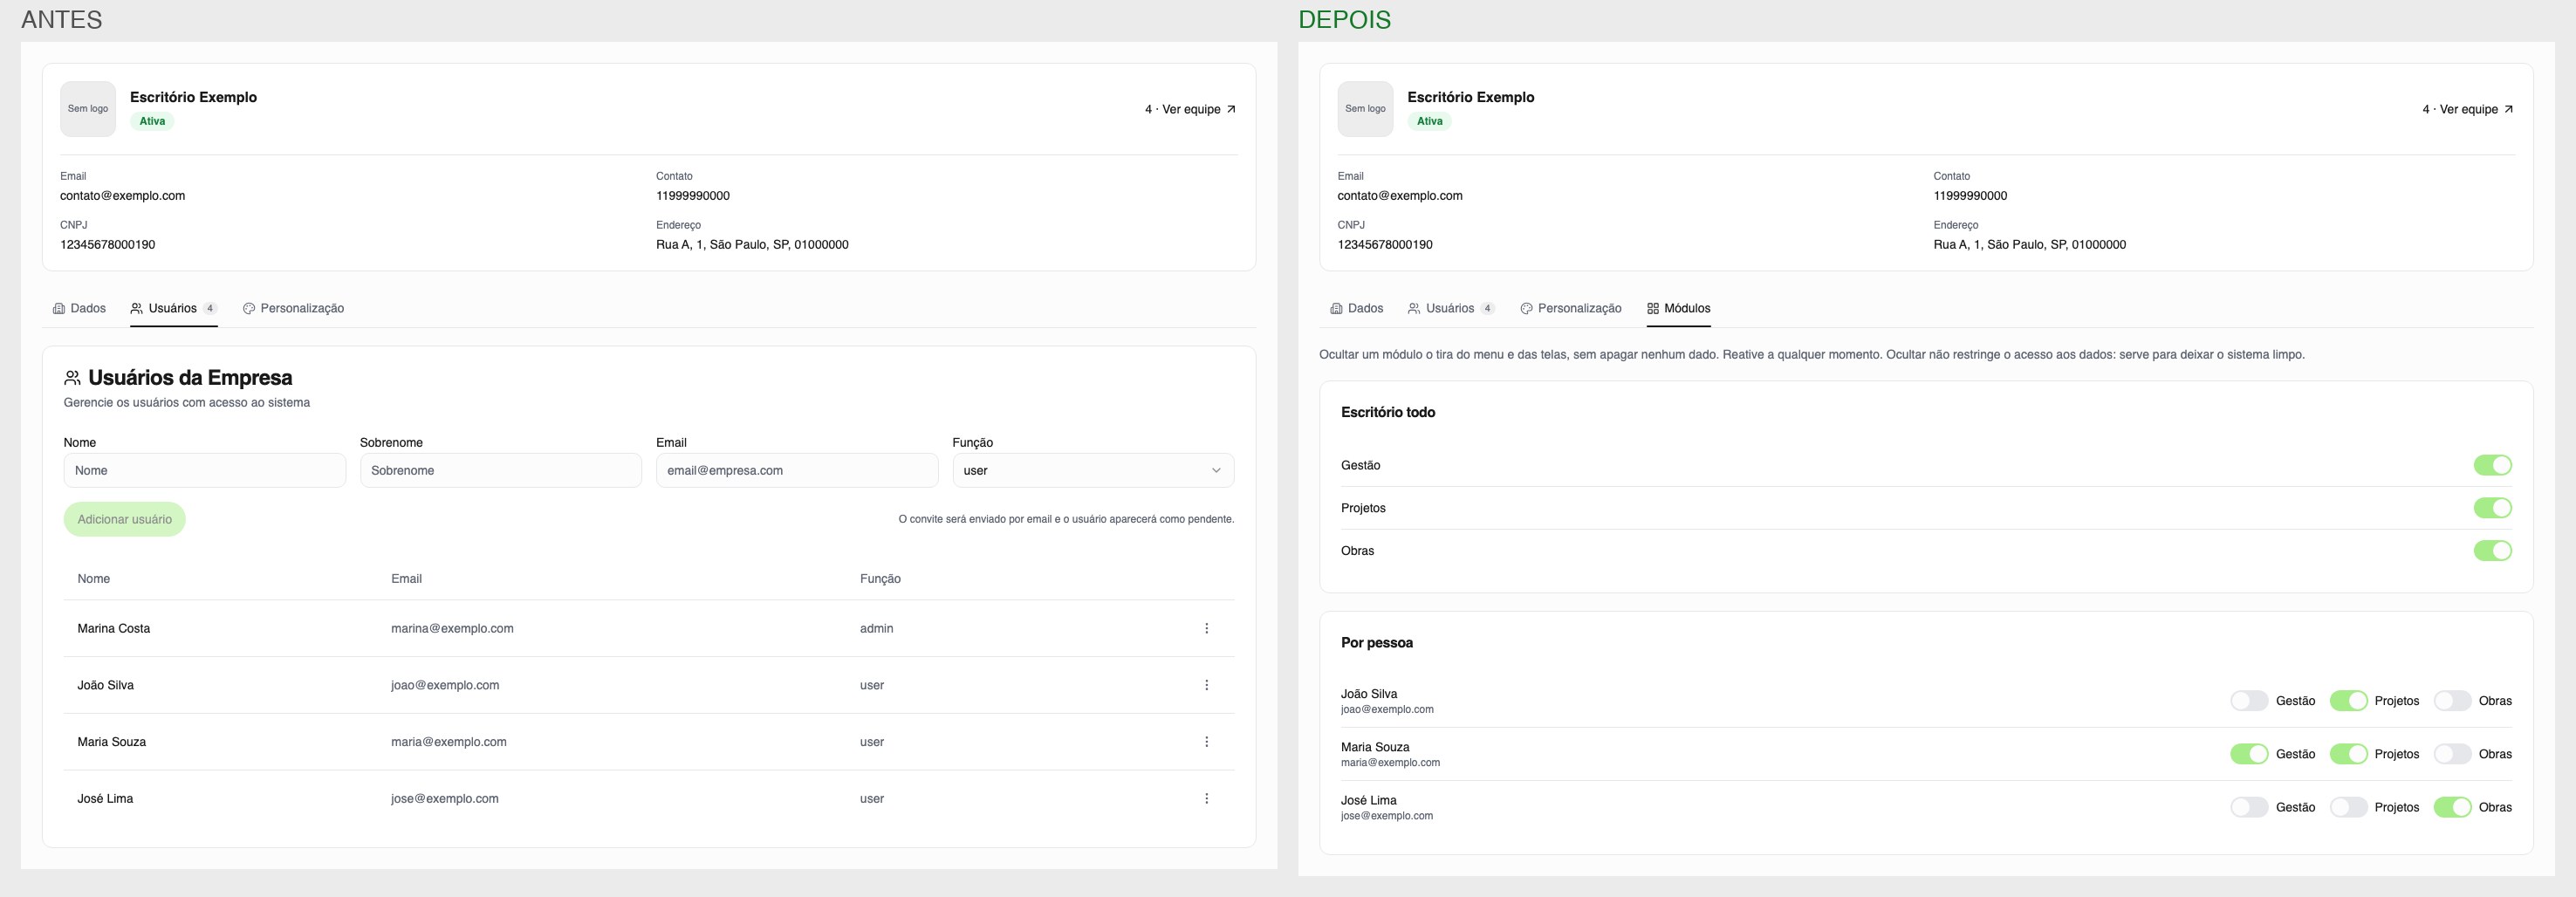 ANTES
Sem logo
Escritório Exemplo
Ativa
4 · Ver equipe
Email
contato@exemplo.com
Contato
11999990000
CNPJ
12345678000190
Endereço
Rua A, 1, São Paulo, SP, 01000000
Dados
Usuários 4
Personalização
Usuários da Empresa
Gerencie os usuários com acesso ao sistema
Nome
Sobrenome
Email
Função
Nome
Sobrenome
email@empresa.com
user
Adicionar usuário
O convite será enviado por email e o usuário aparecerá como pendente.
Nome Email Função
Marina Costa marina@exemplo.com admin
João Silva joao@exemplo.com user
Maria Souza maria@exemplo.com user
José Lima jose@exemplo.com user
DEPOIS
Sem logo
Escritório Exemplo
Ativa
4 · Ver equipe
Email
contato@exemplo.com
Contato
11999990000
CNPJ
12345678000190
Endereço
Rua A, 1, São Paulo, SP, 01000000
Dados
Usuários 4
Personalização
Módulos
Ocultar um módulo o tira do menu e das telas, sem apagar nenhum dado. Reative a qualquer momento. Ocultar não restringe o acesso aos dados: serve para deixar o sistema limpo.
Escritório todo
Gestão
Projetos
Obras
Por pessoa
João Silva
joao@exemplo.com
Gestão Projetos Obras
Maria Souza
maria@exemplo.com
Gestão Projetos Obras
José Lima
jose@exemplo.com
Gestão Projetos Obras